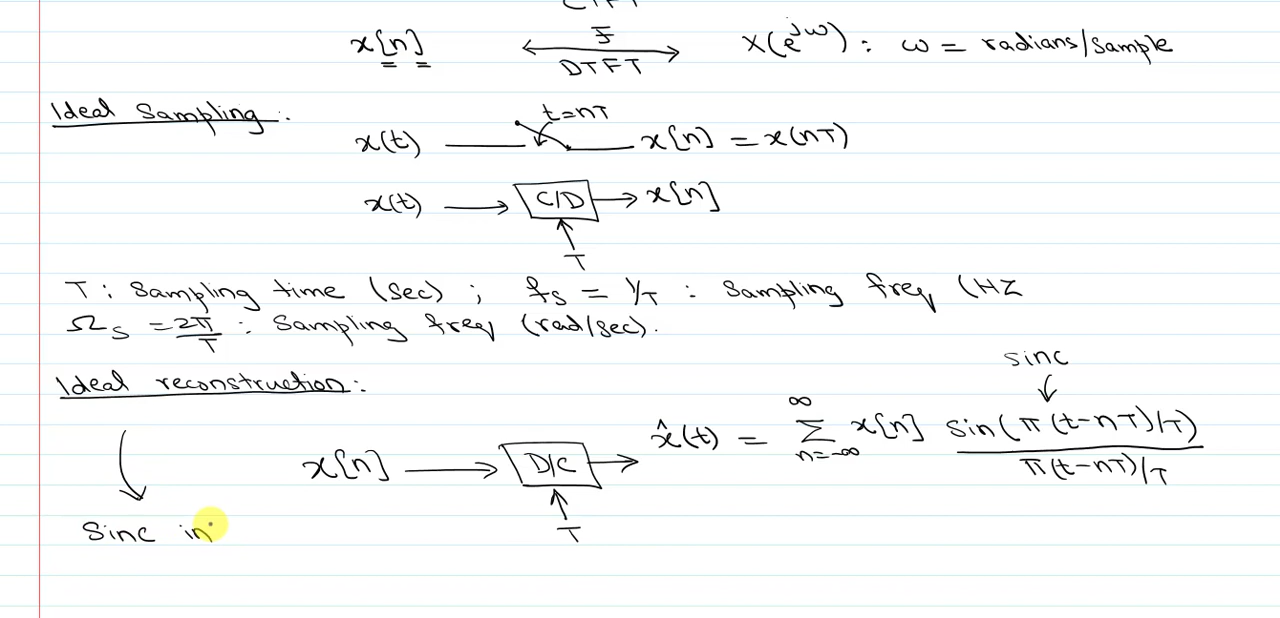 x[n] ⟷ F DTFT X(e^{jω}) : ω = radians/sample
Ideal Sampling:
t=nT
x(t) x[n] = x(nT)
x(t) → C/D → x[n]
T
T : Sampling time (Sec) ; fs = 1/T : Sampling freq (HZ
Ωs = 2π/T : Sampling freq (rad/sec).
Ideal reconstruction:
sinc
x[n] → D/C → x̂(t) = ∑_{n=-∞}^{∞} x[n] sin(π(t-nT)/T) / π(t-nT)/T
T
Sinc in